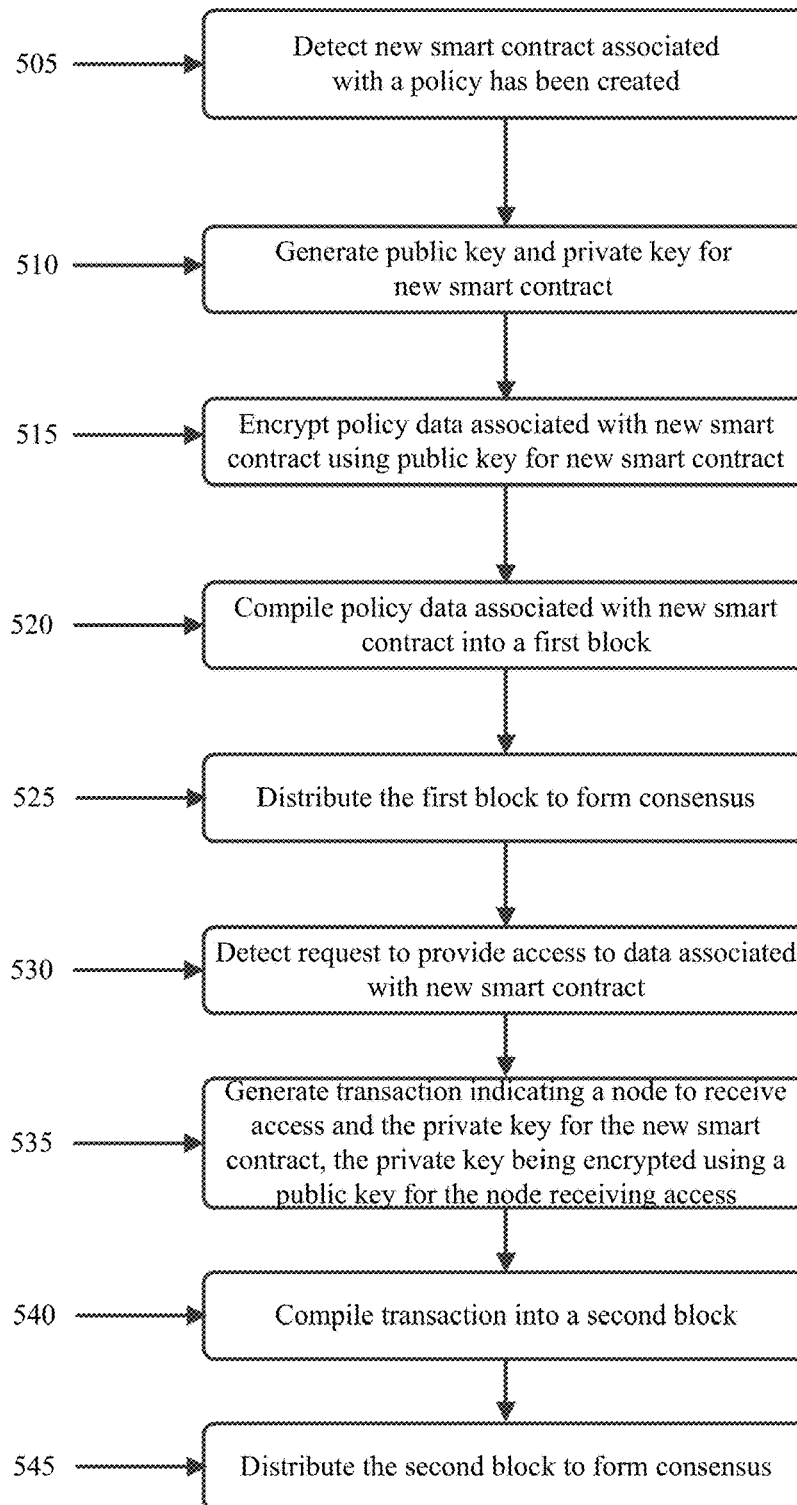 505
Detect new smart contract associated
with a policy has been created
510
Generate public key and private key for
new smart contract
515
Encrypt policy data associated with new smart
contract using public key for new smart contract
520
Compile policy data associated with new smart
contract into a first block
525
Distribute the first block to form consensus
530
Detect request to provide access to data associated
with new smart contract
535
Generate transaction indicating a node to receive
access and the private key for the new smart
contract, the private key being encrypted using a
public key for the node receiving access
540
Compile transaction into a second block
545
Distribute the second block to form consensus